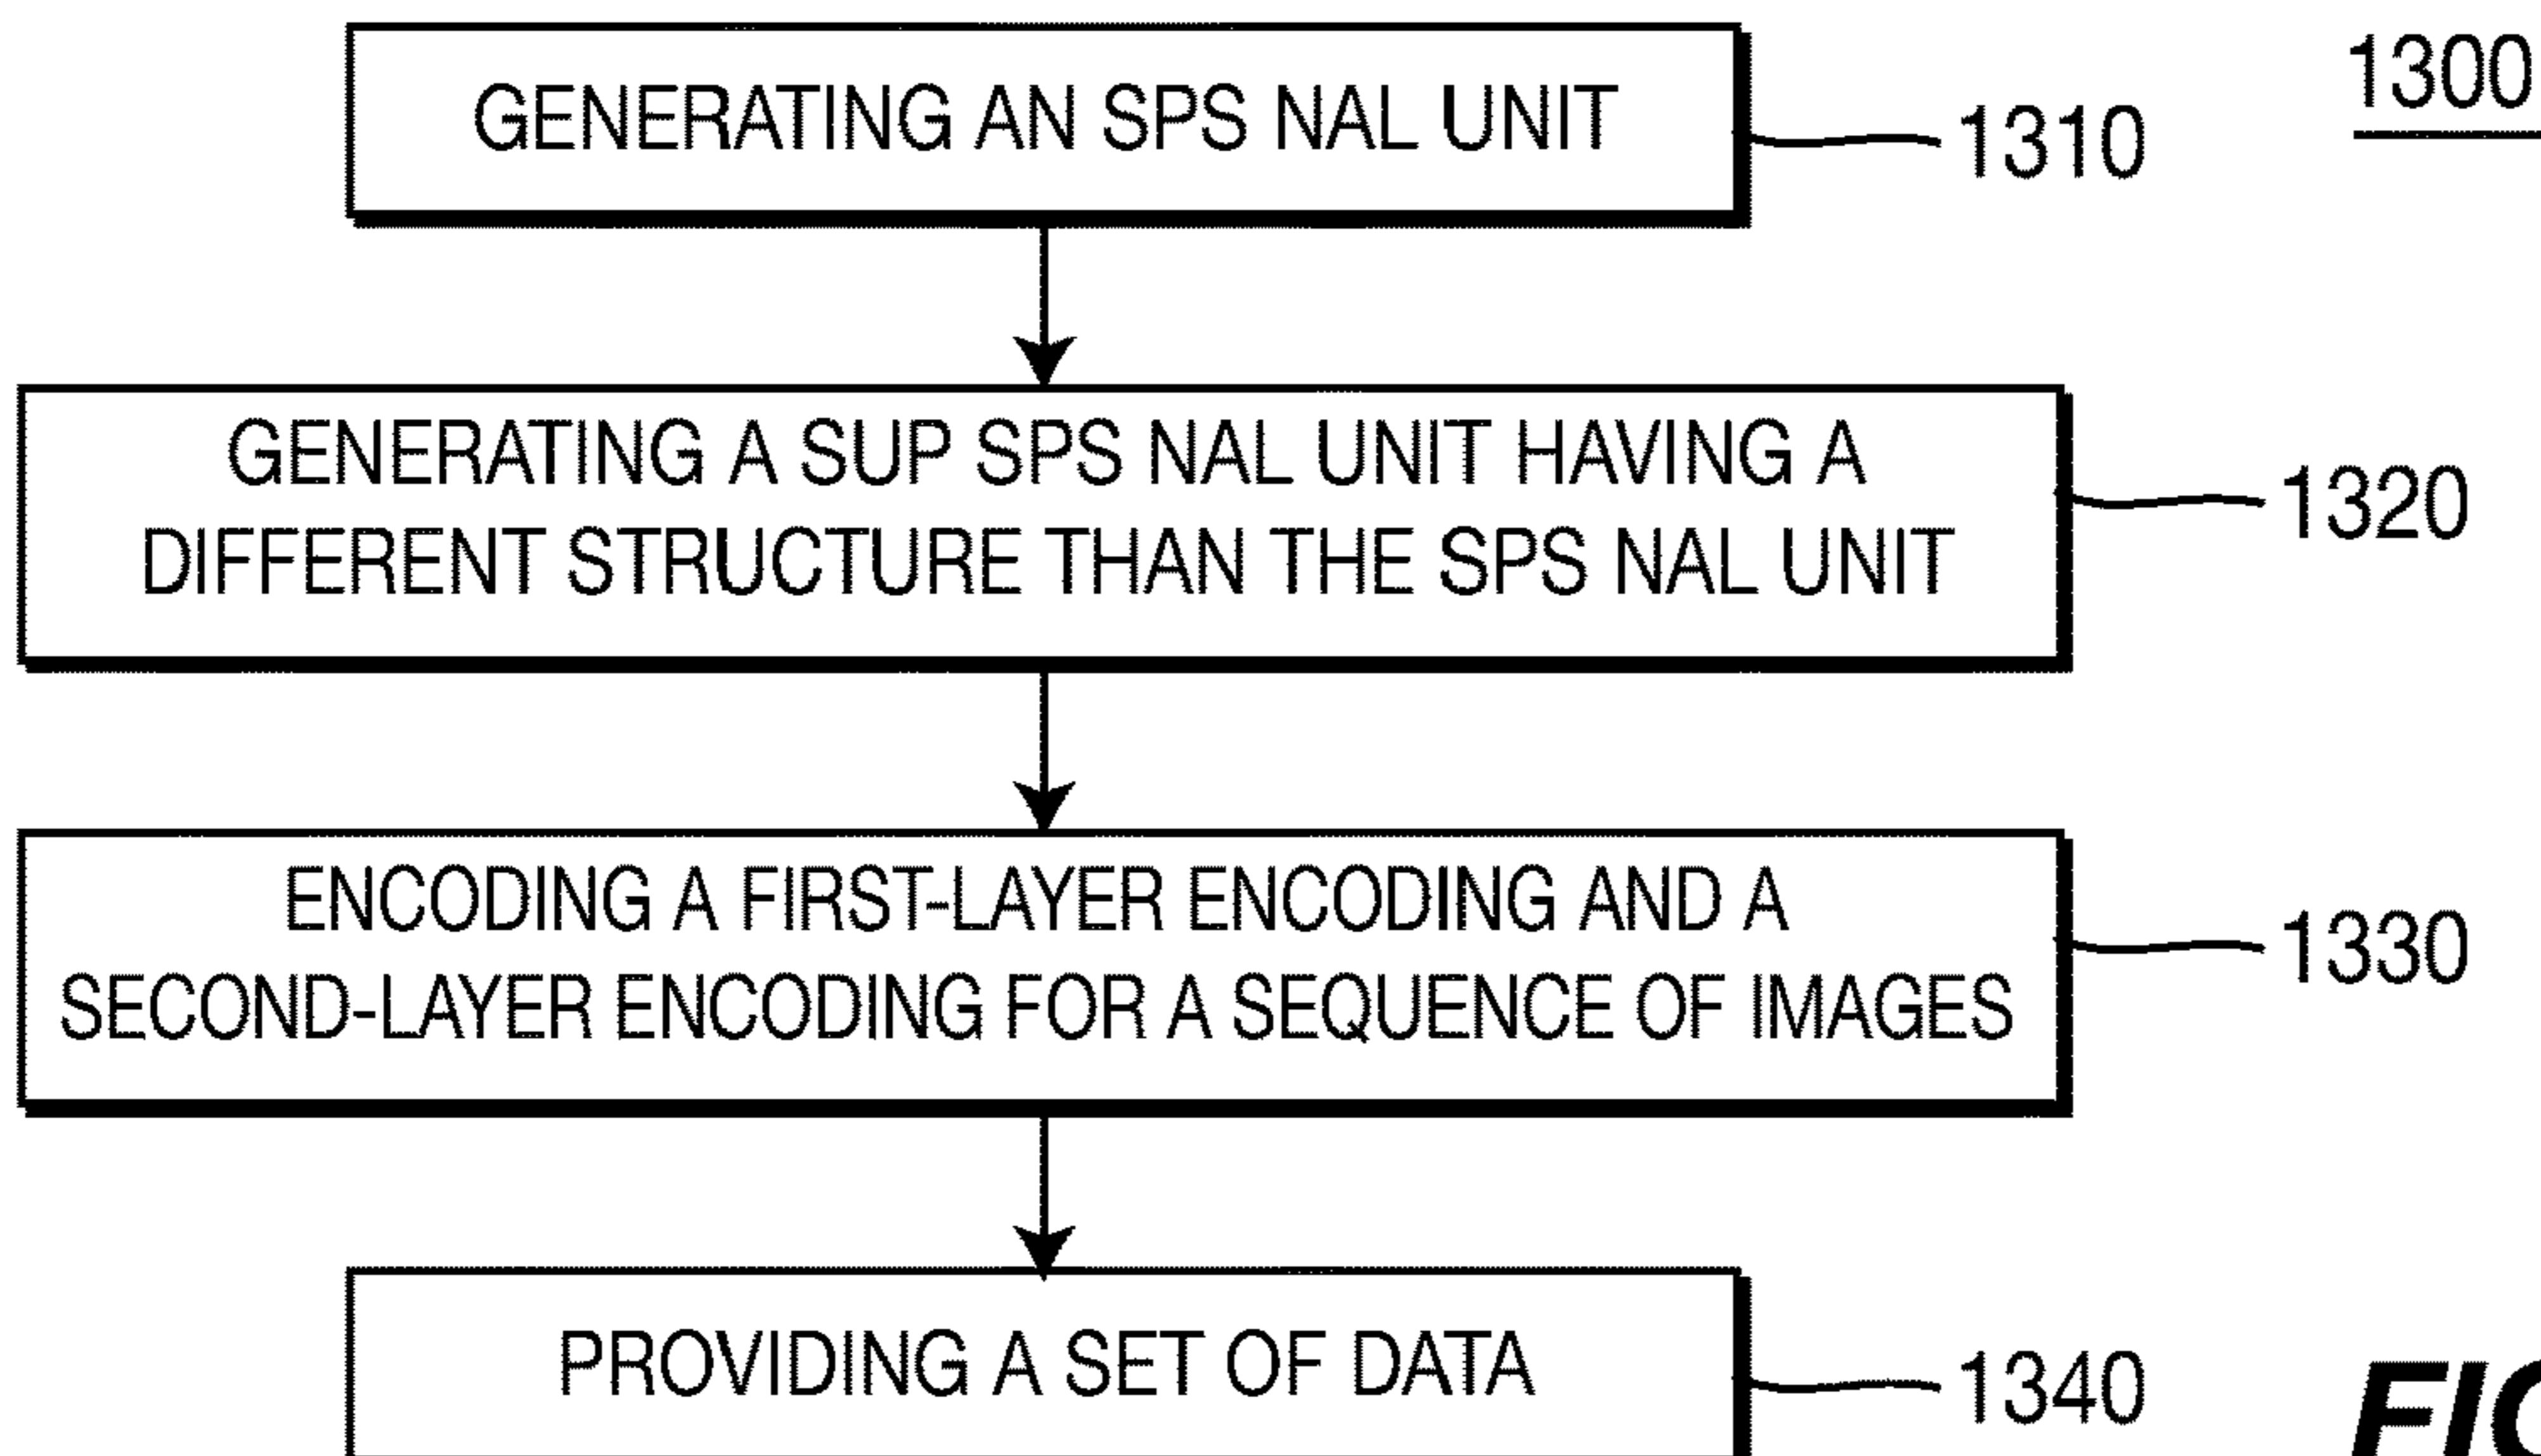 GENERATING AN SPS NAL UNIT
1310
1300
GENERATING A SUP SPS NAL UNIT HAVING A
DIFFERENT STRUCTURE THAN THE SPS NAL UNIT
1320
ENCODING A FIRST-LAYER ENCODING AND A
SECOND-LAYER ENCODING FOR A SEQUENCE OF IMAGES
1330
PROVIDING A SET OF DATA
1340